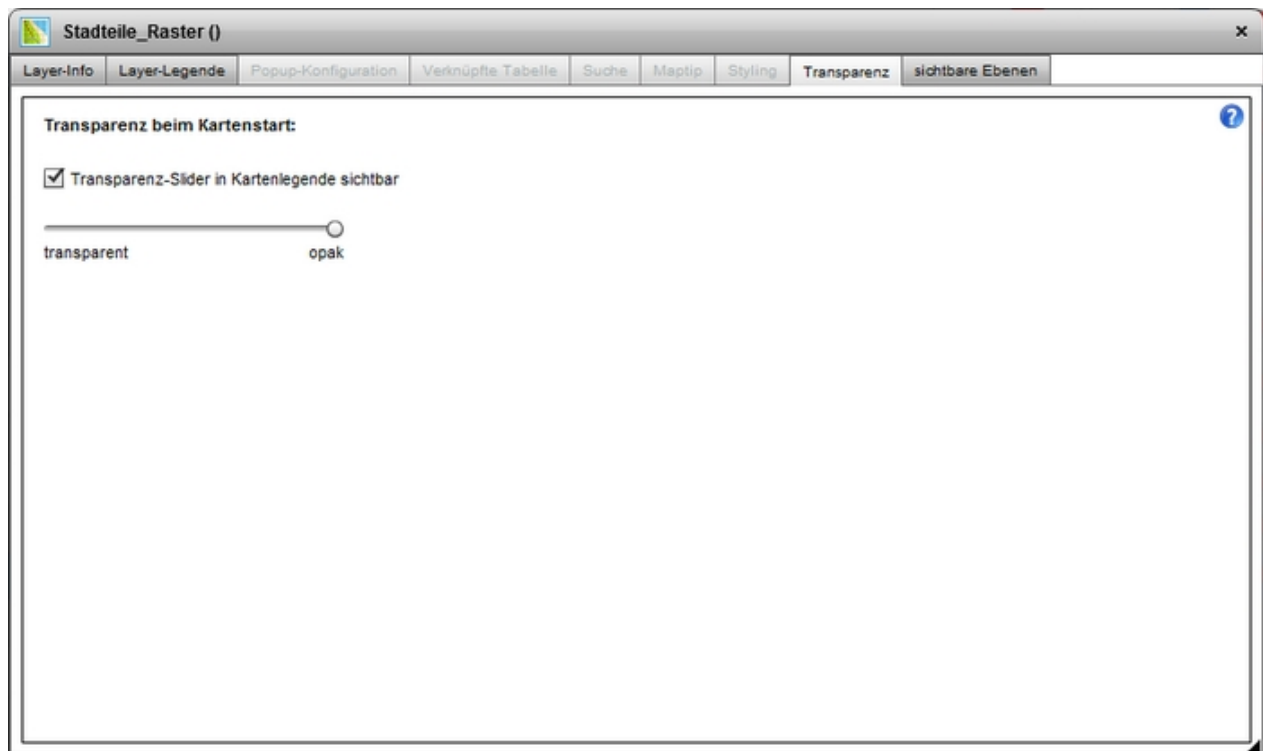 Stadteile_Raster ()
Layer-Info Layer-Legende Popup-Konfiguration Verknüpfte Tabelle Suche Maptip Styling Transparenz sichtbare Ebenen
Transparenz beim Kartenstart:
Transparenz-Slider in Kartenlegende sichtbar
transparent opak